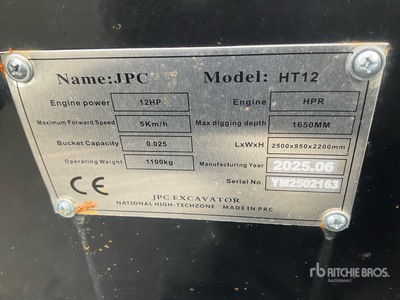 Name:JPC Model: HT12
Engine power 12HP Engine HPR
Maximum Forward Speed 5Km/h Max digging depth 1650MM
Bucket Capacity 0.025 LxWxH 2500x950x2200mm
Operating Weight 1100kg Manufacturing Year 2025.06
Serial No. YM2502163
CE
JPC EXCAVATOR
NATIONAL HIGH-TECHZONE MADE IN PRC
rb RITCHIE BROS.
Auctioneers